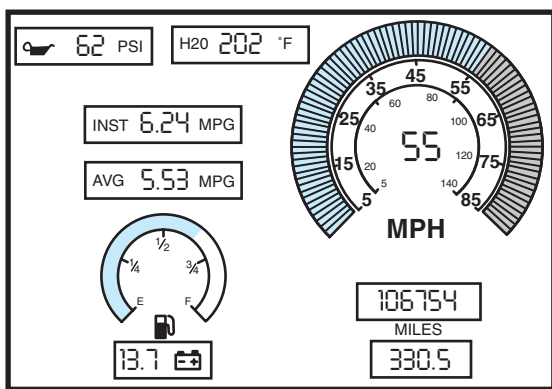 62 PSI
H20 202 °F
INST 6.24 MPG
AVG 5.53 MPG
5 15 25 35 45 55 65 75 85
5 20 40 60 80 100 120 140
55
MPH
E 1/4 1/2 3/4 F
13.7
106754
MILES
330.5